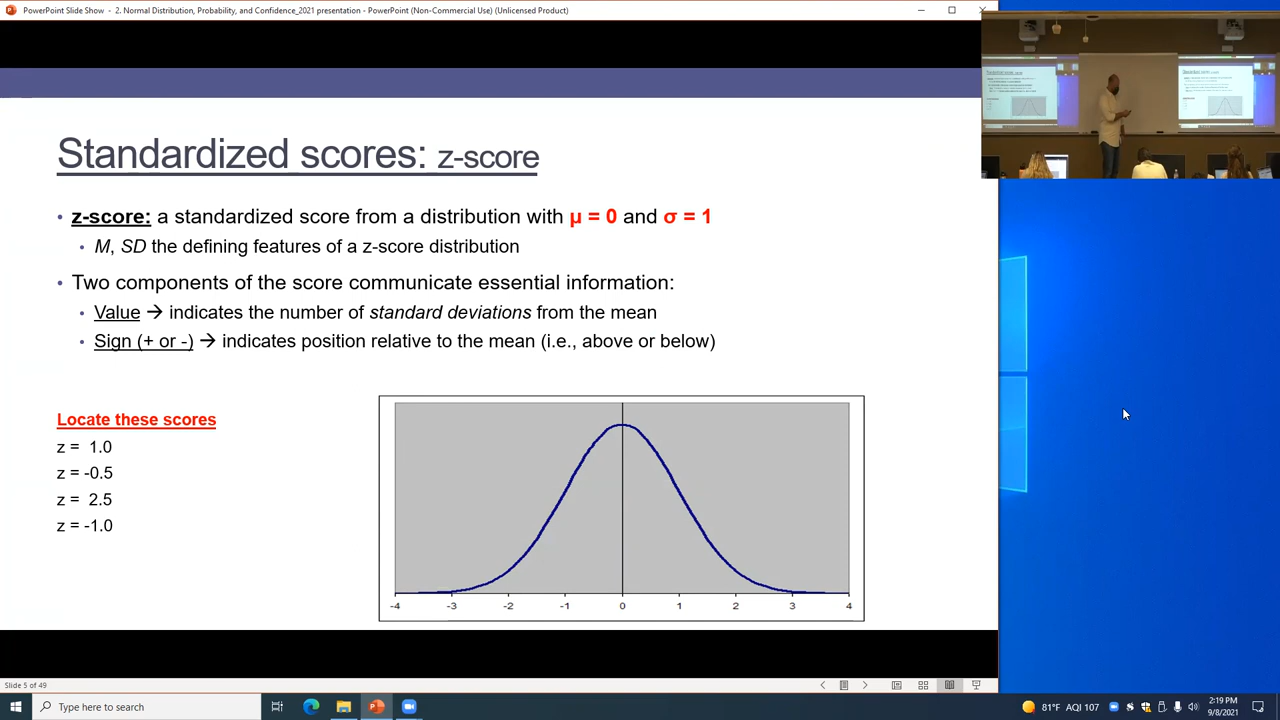 PowerPoint Slide Show - 2. Normal Distribution, Probability, and Confidence_2021 presentation - PowerPoint (Non-Commercial Use) (Unlicensed Product)
Standardized scores: z-score
• z-score: a standardized score from a distribution with μ = 0 and σ = 1
• M, SD the defining features of a z-score distribution
• Two components of the score communicate essential information:
• Value → indicates the number of standard deviations from the mean
• Sign (+ or -) → indicates position relative to the mean (i.e., above or below)
Locate these scores
z = 1.0
z = -0.5
z = 2.5
z = -1.0
-4 -3 -2 -1 0 1 2 3 4
Slide 5 of 49
Type here to search
81°F AQI 107
2:19 PM
9/8/2021